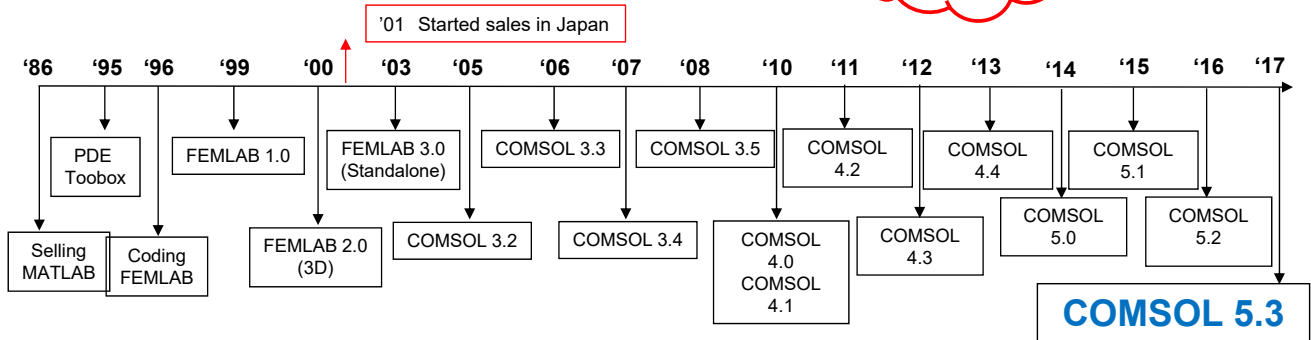 ’01 Started sales in Japan
‘86 ‘95 ‘96 ‘99 ‘00 ‘03 ‘05 ‘06 ‘07 ‘08 ‘10 ‘11 ‘12 ‘13 ‘14 ‘15 ‘16 ‘17
PDE
Toobox
FEMLAB 1.0
FEMLAB 3.0
(Standalone)
COMSOL 3.3
COMSOL 3.5
COMSOL
4.2
COMSOL
4.4
COMSOL
5.1
Selling
MATLAB
Coding
FEMLAB
FEMLAB 2.0
(3D)
COMSOL 3.2
COMSOL 3.4
COMSOL
4.0
COMSOL
4.1
COMSOL
4.3
COMSOL
5.0
COMSOL
5.2
COMSOL 5.3